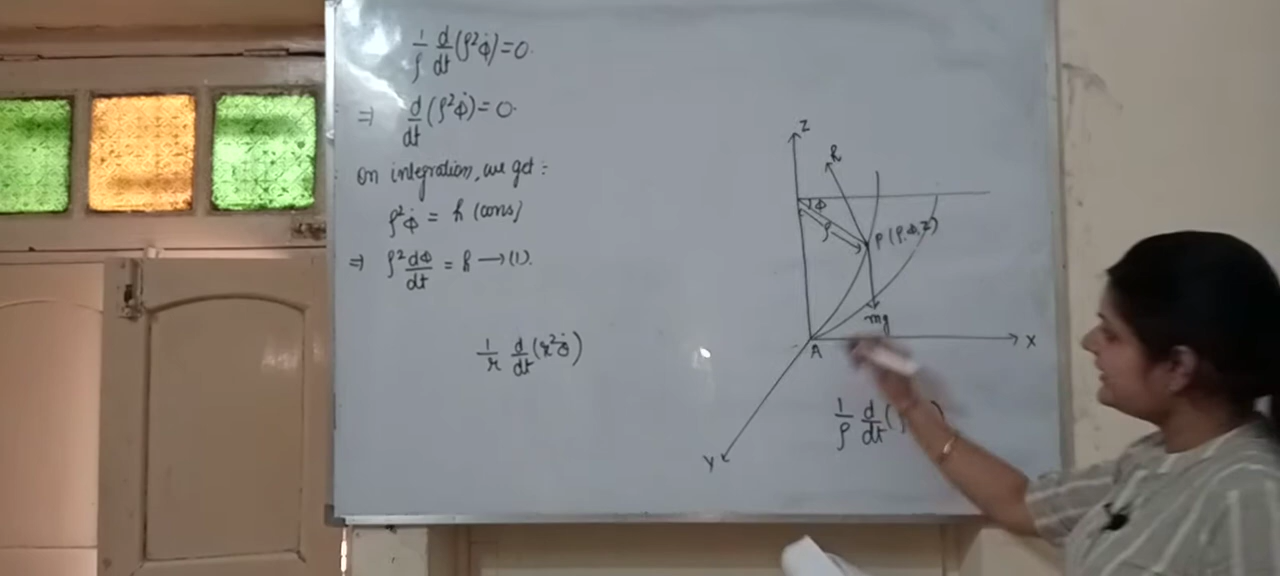 1/ρ d/dt(ρ²φ̇)=0.
⇒ d/dt(ρ²φ̇)=0.
On integration, we get:
ρ²φ̇ = h (cons)
⇒ ρ² dφ/dt = h →(1).
1/r d/dt(r²θ̇)
Z
R
φ
ρ
P(ρ,φ,z)
mg
A
X
Y
1/ρ d/dt(